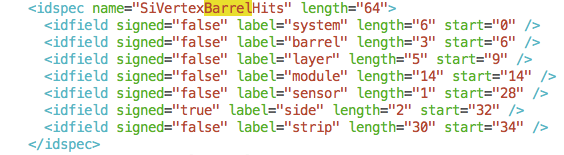 <idspec name="SiVertexBarrelHits" length="64">
<idfield signed="false" label="system" length="6" start="0" />
<idfield signed="false" label="barrel" length="3" start="6" />
<idfield signed="false" label="layer" length="5" start="9" />
<idfield signed="false" label="module" length="14" start="14" />
<idfield signed="false" label="sensor" length="1" start="28" />
<idfield signed="true" label="side" length="2" start="32" />
<idfield signed="false" label="strip" length="30" start="34" />
</idspec>